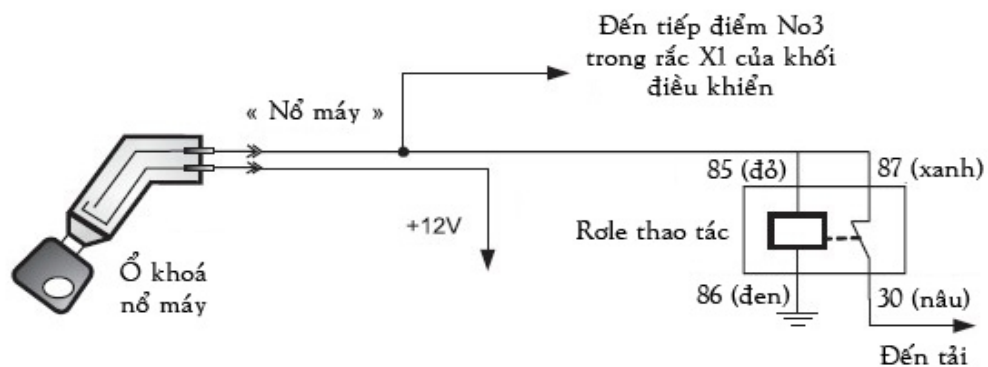 Đến tiếp điểm No3
trong rắc X1 của khối
điều khiển
« Nổ máy »
85 (đỏ)
87 (xanh)
+12V
Rơle thao tác
Ổ khoá
nổ máy
86 (đen)
30 (nâu)
Đến tải